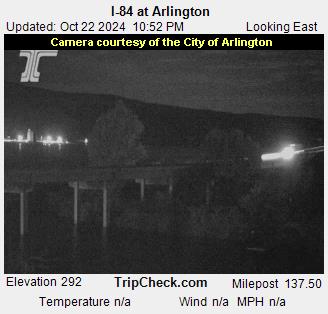 I-84 at Arlington
Updated: Oct 22 2024 10:52 PM Looking East
Camera courtesy of the City of Arlington
Elevation 292 TripCheck.com Milepost 137.50
Temperature n/a Wind n/a MPH n/a